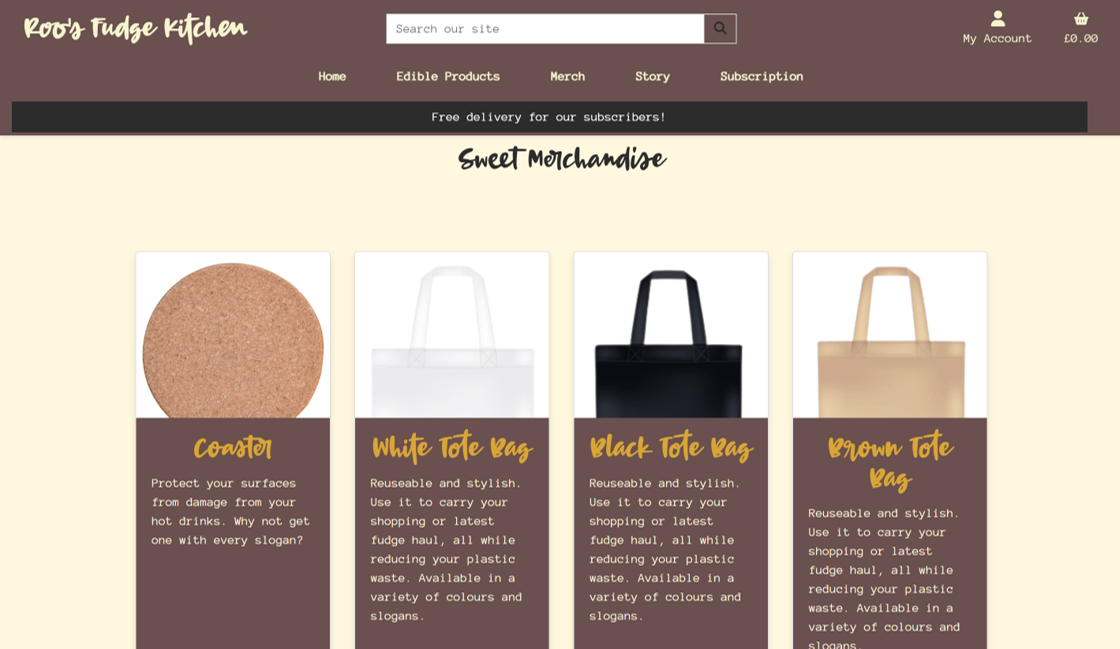 Roo's Fudge Kitchen
Search our site
My Account
£0.00
Home
Edible Products
Merch
Story
Subscription
Free delivery for our subscribers!
Sweet Merchandise
Coaster
Protect your surfaces
from damage from your
hot drinks. Why not get
one with every slogan?
White Tote Bag
Reuseable and stylish.
Use it to carry your
shopping or latest
fudge haul, all while
reducing your plastic
waste. Available in a
variety of colours and
slogans.
Black Tote Bag
Reuseable and stylish.
Use it to carry your
shopping or latest
fudge haul, all while
reducing your plastic
waste. Available in a
variety of colours and
slogans.
Brown Tote
Bag
Reuseable and stylish.
Use it to carry your
shopping or latest
fudge haul, all while
reducing your plastic
waste. Available in a
variety of colours and
slogans.